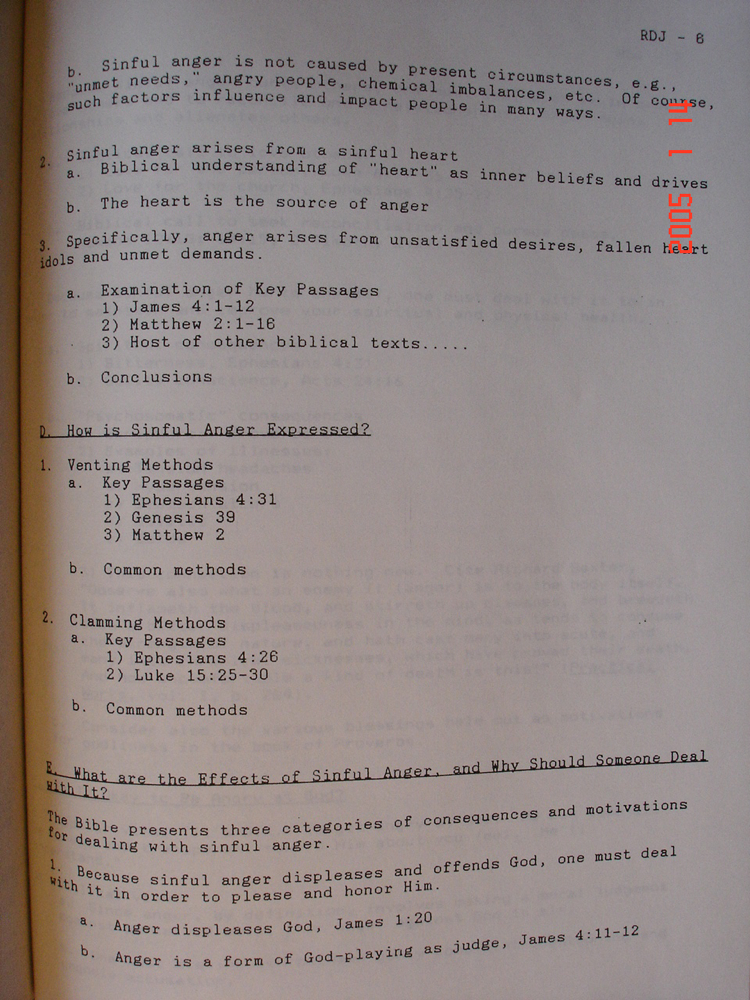 RDJ - 6
b. Sinful anger is not caused by present circumstances, e.g.,
"unmet needs," angry people, chemical imbalances, etc. Of course,
such factors influence and impact people in many ways.
2. Sinful anger arises from a sinful heart
a. Biblical understanding of "heart" as inner beliefs and drives
b. The heart is the source of anger
3. Specifically, anger arises from unsatisfied desires, fallen heart
idols and unmet demands.
a. Examination of Key Passages
1) James 4:1-12
2) Matthew 2:1-16
3) Host of other biblical texts.....
b. Conclusions
D. How is Sinful Anger Expressed?
1. Venting Methods
a. Key Passages
1) Ephesians 4:31
2) Genesis 39
3) Matthew 2
b. Common methods
2. Clamming Methods
a. Key Passages
1) Ephesians 4:26
2) Luke 15:25-30
b. Common methods
E. What are the Effects of Sinful Anger, and Why Should Someone Deal
With It?
The Bible presents three categories of consequences and motivations
for dealing with sinful anger.
1. Because sinful anger displeases and offends God, one must deal
with it in order to please and honor Him.
a. Anger displeases God, James 1:20
b. Anger is a form of God-playing as judge, James 4:11-12
2005 1 14